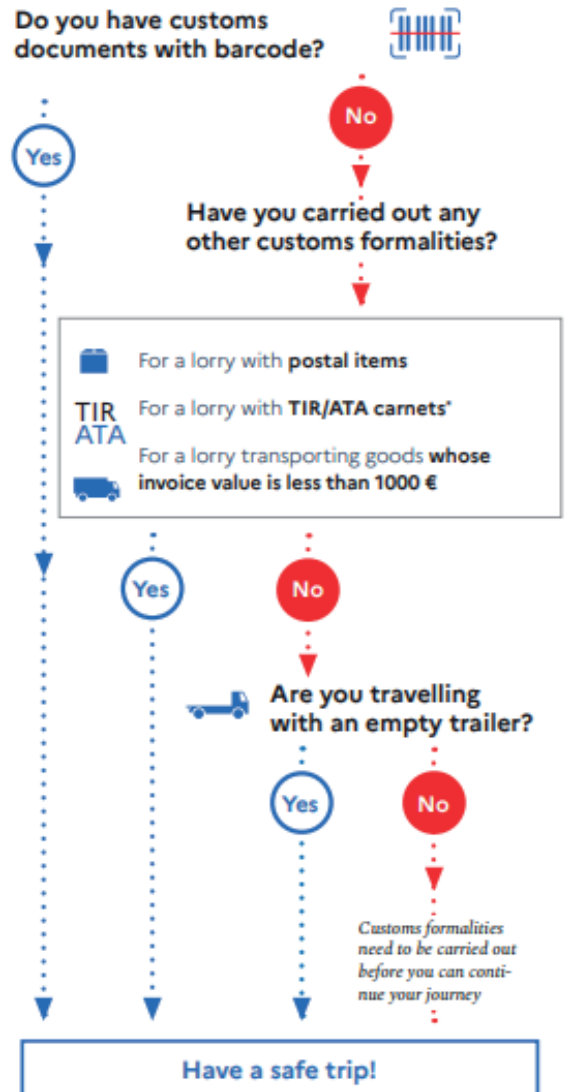 Do you have customs
documents with barcode?
No
Yes
Have you carried out any
other customs formalities?
For a lorry with postal items
TIR
ATA
For a lorry with TIR/ATA carnets*
For a lorry transporting goods whose
invoice value is less than 1000 €
Yes
No
Are you travelling
with an empty trailer?
Yes
No
Customs formalities
need to be carried out
before you can conti-
nue your journey
Have a safe trip!